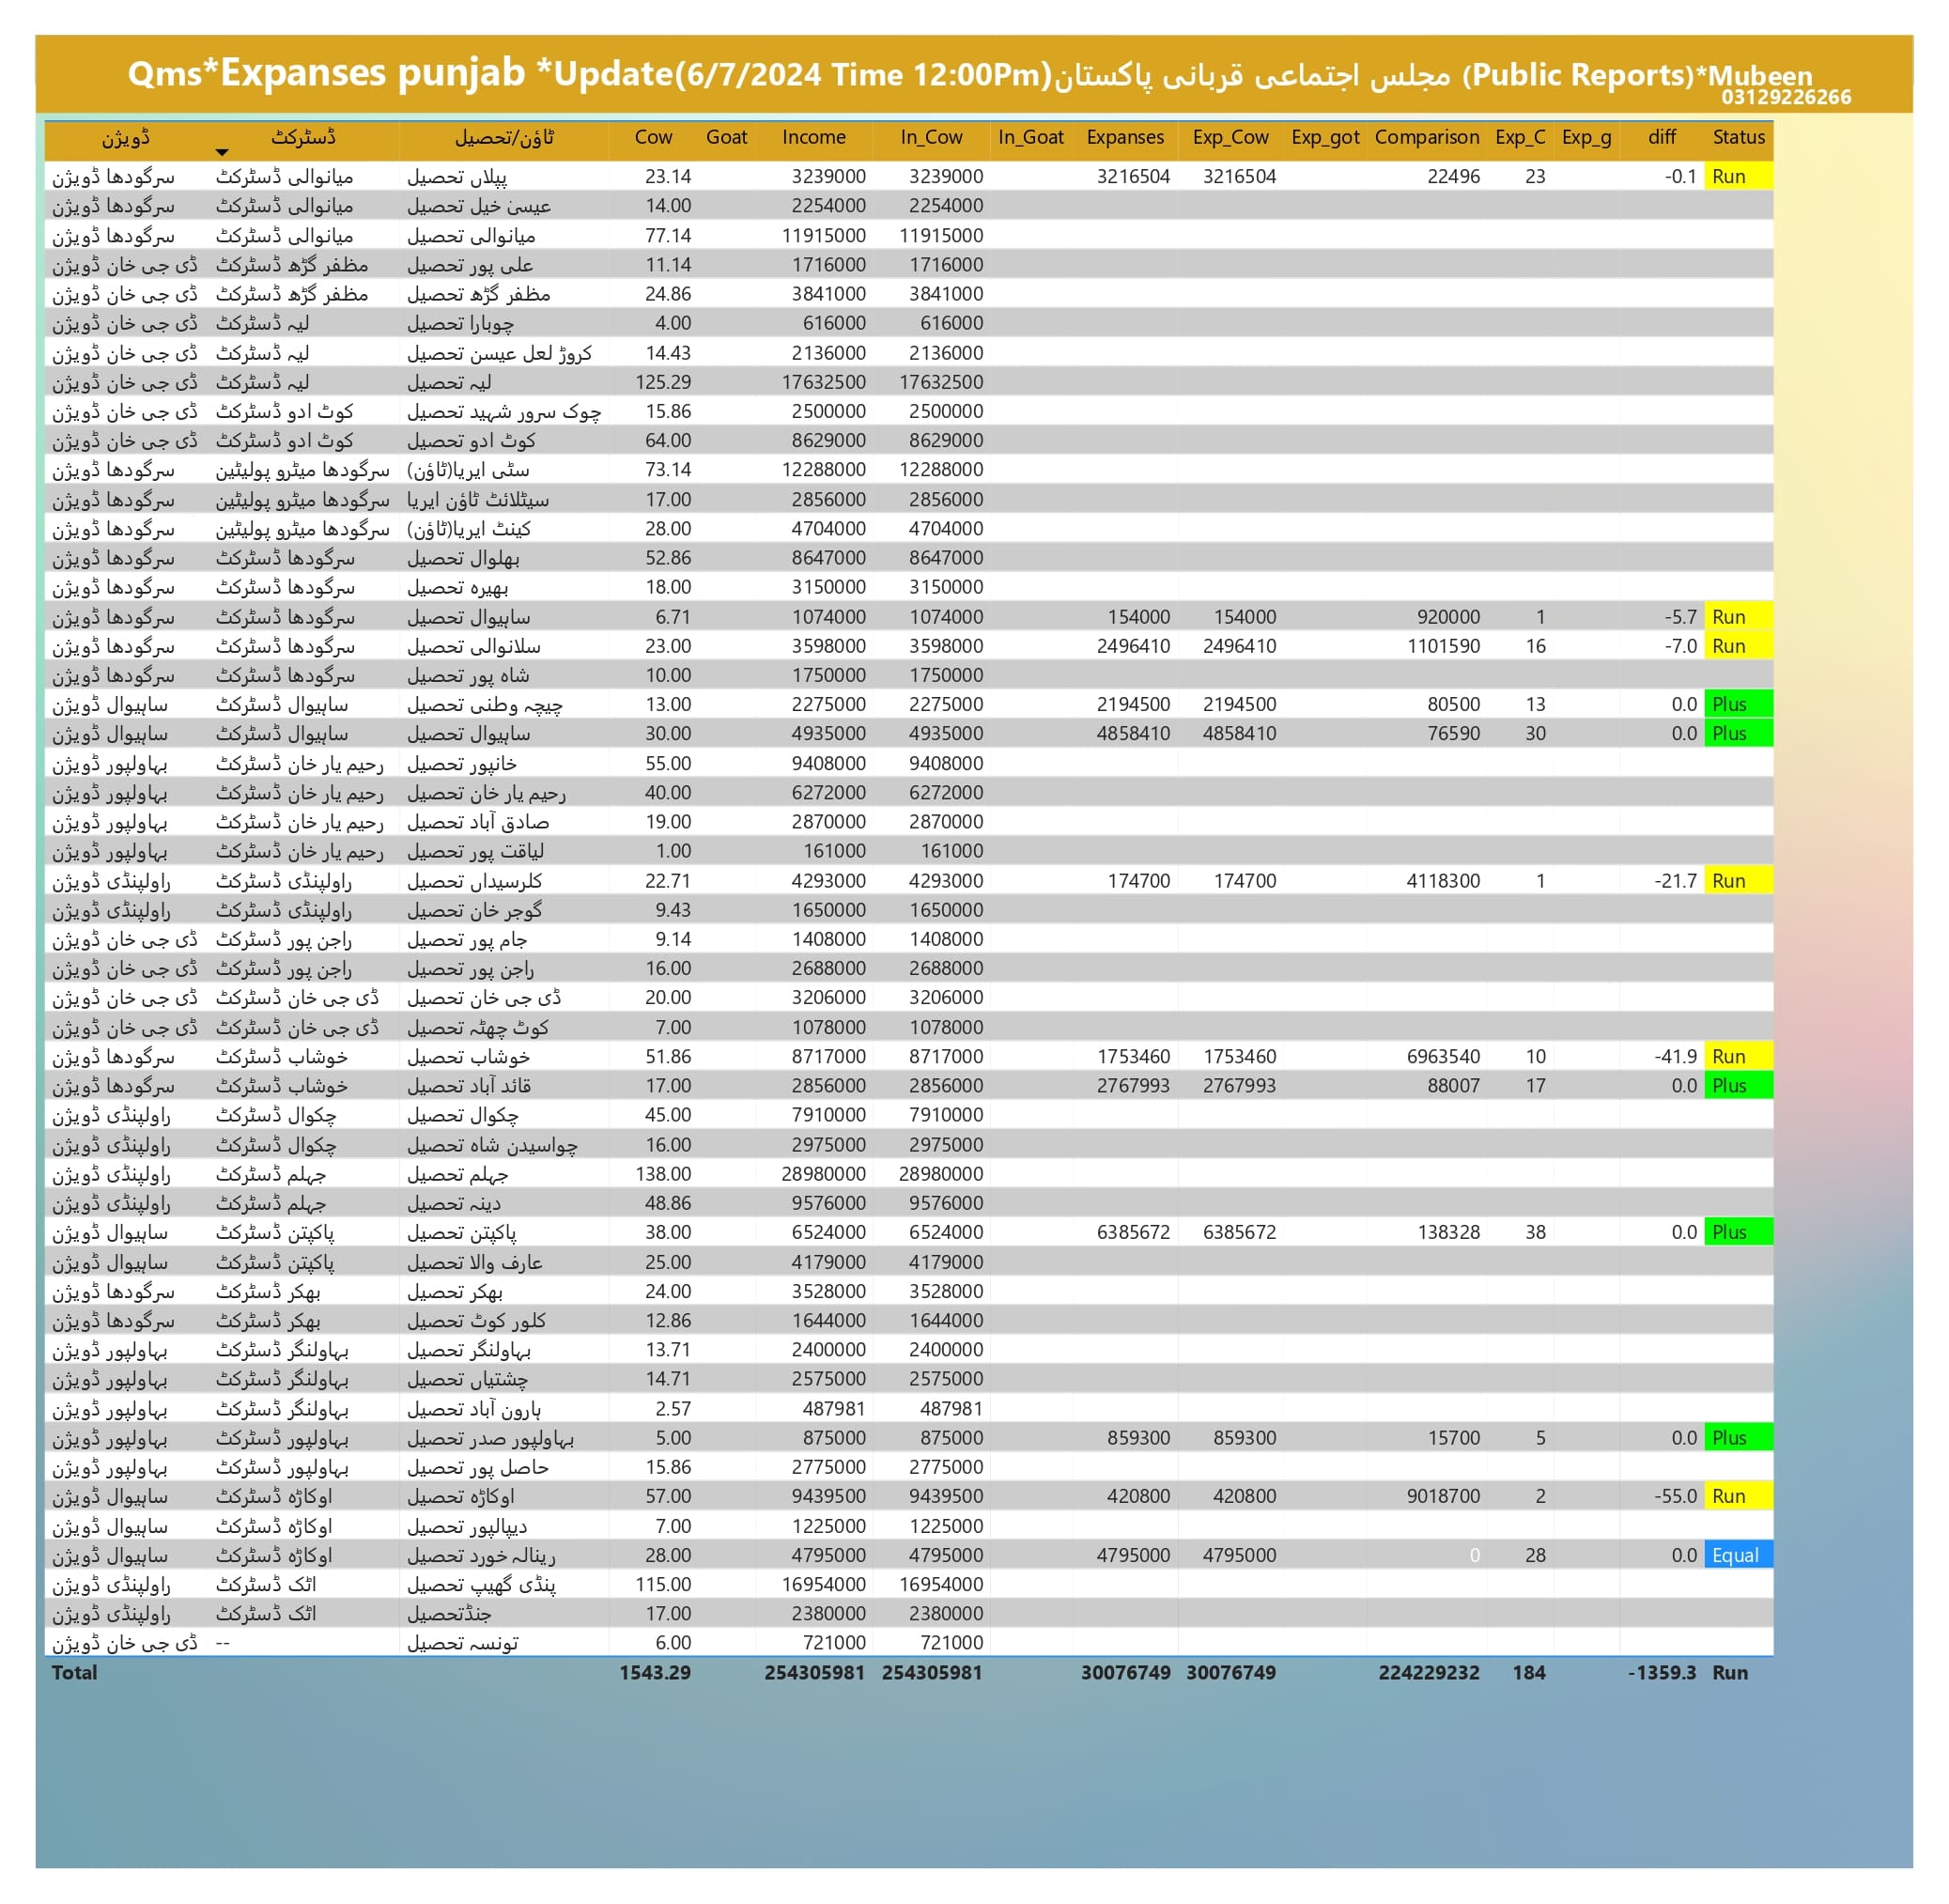 Qms*Expanses punjab *Update(6/7/2024 Time 12:00Pm)مجلس اجتماعی قربانی پاکستان (Public Reports)*Mubeen
03129226266
ڈویژن ڈسٹرکٹ ٹاؤن/تحصیل Cow Goat Income In_Cow In_Goat Expanses Exp_Cow Exp_got Comparison Exp_C Exp_g diff Status
سرگودھا ڈویژن میانوالی ڈسٹرکٹ پپلاں تحصیل 23.14 3239000 3239000 3216504 3216504 22496 23 -0.1 Run
سرگودھا ڈویژن میانوالی ڈسٹرکٹ عیسیٰ خیل تحصیل 14.00 2254000 2254000
سرگودھا ڈویژن میانوالی ڈسٹرکٹ میانوالی تحصیل 77.14 11915000 11915000
ڈی جی خان ڈویژن مظفر گڑھ ڈسٹرکٹ علی پور تحصیل 11.14 1716000 1716000
ڈی جی خان ڈویژن مظفر گڑھ ڈسٹرکٹ مظفر گڑھ تحصیل 24.86 3841000 3841000
ڈی جی خان ڈویژن لیہ ڈسٹرکٹ چوبارا تحصیل 4.00 616000 616000
ڈی جی خان ڈویژن لیہ ڈسٹرکٹ کروڑ لعل عیسن تحصیل 14.43 2136000 2136000
ڈی جی خان ڈویژن لیہ ڈسٹرکٹ لیہ تحصیل 125.29 17632500 17632500
ڈی جی خان ڈویژن کوٹ ادو ڈسٹرکٹ چوک سرور شہید تحصیل 15.86 2500000 2500000
ڈی جی خان ڈویژن کوٹ ادو ڈسٹرکٹ کوٹ ادو تحصیل 64.00 8629000 8629000
سرگودھا ڈویژن سرگودھا میٹرو پولیٹین سٹی ایریا(ٹاؤن) 73.14 12288000 12288000
سرگودھا ڈویژن سرگودھا میٹرو پولیٹین سیٹلائٹ ٹاؤن ایریا 17.00 2856000 2856000
سرگودھا ڈویژن سرگودھا میٹرو پولیٹین کینٹ ایریا(ٹاؤن) 28.00 4704000 4704000
سرگودھا ڈویژن سرگودھا ڈسٹرکٹ بھلوال تحصیل 52.86 8647000 8647000
سرگودھا ڈویژن سرگودھا ڈسٹرکٹ بھیرہ تحصیل 18.00 3150000 3150000
سرگودھا ڈویژن سرگودھا ڈسٹرکٹ ساہیوال تحصیل 6.71 1074000 1074000 154000 154000 920000 1 -5.7 Run
سرگودھا ڈویژن سرگودھا ڈسٹرکٹ سلانوالی تحصیل 23.00 3598000 3598000 2496410 2496410 1101590 16 -7.0 Run
سرگودھا ڈویژن سرگودھا ڈسٹرکٹ شاہ پور تحصیل 10.00 1750000 1750000
ساہیوال ڈویژن ساہیوال ڈسٹرکٹ چیچہ وطنی تحصیل 13.00 2275000 2275000 2194500 2194500 80500 13 0.0 Plus
ساہیوال ڈویژن ساہیوال ڈسٹرکٹ ساہیوال تحصیل 30.00 4935000 4935000 4858410 4858410 76590 30 0.0 Plus
بہاولپور ڈویژن رحیم یار خان ڈسٹرکٹ خانپور تحصیل 55.00 9408000 9408000
بہاولپور ڈویژن رحیم یار خان ڈسٹرکٹ رحیم یار خان تحصیل 40.00 6272000 6272000
بہاولپور ڈویژن رحیم یار خان ڈسٹرکٹ صادق آباد تحصیل 19.00 2870000 2870000
بہاولپور ڈویژن رحیم یار خان ڈسٹرکٹ لیاقت پور تحصیل 1.00 161000 161000
راولپنڈی ڈویژن راولپنڈی ڈسٹرکٹ کلرسیداں تحصیل 22.71 4293000 4293000 174700 174700 4118300 1 -21.7 Run
راولپنڈی ڈویژن راولپنڈی ڈسٹرکٹ گوجر خان تحصیل 9.43 1650000 1650000
ڈی جی خان ڈویژن راجن پور ڈسٹرکٹ جام پور تحصیل 9.14 1408000 1408000
ڈی جی خان ڈویژن راجن پور ڈسٹرکٹ راجن پور تحصیل 16.00 2688000 2688000
ڈی جی خان ڈویژن ڈی جی خان ڈسٹرکٹ ڈی جی خان تحصیل 20.00 3206000 3206000
ڈی جی خان ڈویژن ڈی جی خان ڈسٹرکٹ کوٹ چھٹہ تحصیل 7.00 1078000 1078000
سرگودھا ڈویژن خوشاب ڈسٹرکٹ خوشاب تحصیل 51.86 8717000 8717000 1753460 1753460 6963540 10 -41.9 Run
سرگودھا ڈویژن خوشاب ڈسٹرکٹ قائد آباد تحصیل 17.00 2856000 2856000 2767993 2767993 88007 17 0.0 Plus
راولپنڈی ڈویژن چکوال ڈسٹرکٹ چکوال تحصیل 45.00 7910000 7910000
راولپنڈی ڈویژن چکوال ڈسٹرکٹ چواسیدن شاہ تحصیل 16.00 2975000 2975000
راولپنڈی ڈویژن جہلم ڈسٹرکٹ جہلم تحصیل 138.00 28980000 28980000
راولپنڈی ڈویژن جہلم ڈسٹرکٹ دینہ تحصیل 48.86 9576000 9576000
ساہیوال ڈویژن پاکپتن ڈسٹرکٹ پاکپتن تحصیل 38.00 6524000 6524000 6385672 6385672 138328 38 0.0 Plus
ساہیوال ڈویژن پاکپتن ڈسٹرکٹ عارف والا تحصیل 25.00 4179000 4179000
سرگودھا ڈویژن بھکر ڈسٹرکٹ بھکر تحصیل 24.00 3528000 3528000
سرگودھا ڈویژن بھکر ڈسٹرکٹ کلور کوٹ تحصیل 12.86 1644000 1644000
بہاولپور ڈویژن بہاولنگر ڈسٹرکٹ بہاولنگر تحصیل 13.71 2400000 2400000
بہاولپور ڈویژن بہاولنگر ڈسٹرکٹ چشتیاں تحصیل 14.71 2575000 2575000
بہاولپور ڈویژن بہاولنگر ڈسٹرکٹ ہارون آباد تحصیل 2.57 487981 487981
بہاولپور ڈویژن بہاولپور ڈسٹرکٹ بہاولپور صدر تحصیل 5.00 875000 875000 859300 859300 15700 5 0.0 Plus
بہاولپور ڈویژن بہاولپور ڈسٹرکٹ حاصل پور تحصیل 15.86 2775000 2775000
ساہیوال ڈویژن اوکاڑہ ڈسٹرکٹ اوکاڑہ تحصیل 57.00 9439500 9439500 420800 420800 9018700 2 -55.0 Run
ساہیوال ڈویژن اوکاڑہ ڈسٹرکٹ دیپالپور تحصیل 7.00 1225000 1225000
ساہیوال ڈویژن اوکاڑہ ڈسٹرکٹ رینالہ خورد تحصیل 28.00 4795000 4795000 4795000 4795000 0 28 0.0 Equal
راولپنڈی ڈویژن اٹک ڈسٹرکٹ پنڈی گھیپ تحصیل 115.00 16954000 16954000
راولپنڈی ڈویژن اٹک ڈسٹرکٹ جنڈتحصیل 17.00 2380000 2380000
ڈی جی خان ڈویژن -- تونسہ تحصیل 6.00 721000 721000
Total 1543.29 254305981 254305981 30076749 30076749 224229232 184 -1359.3 Run